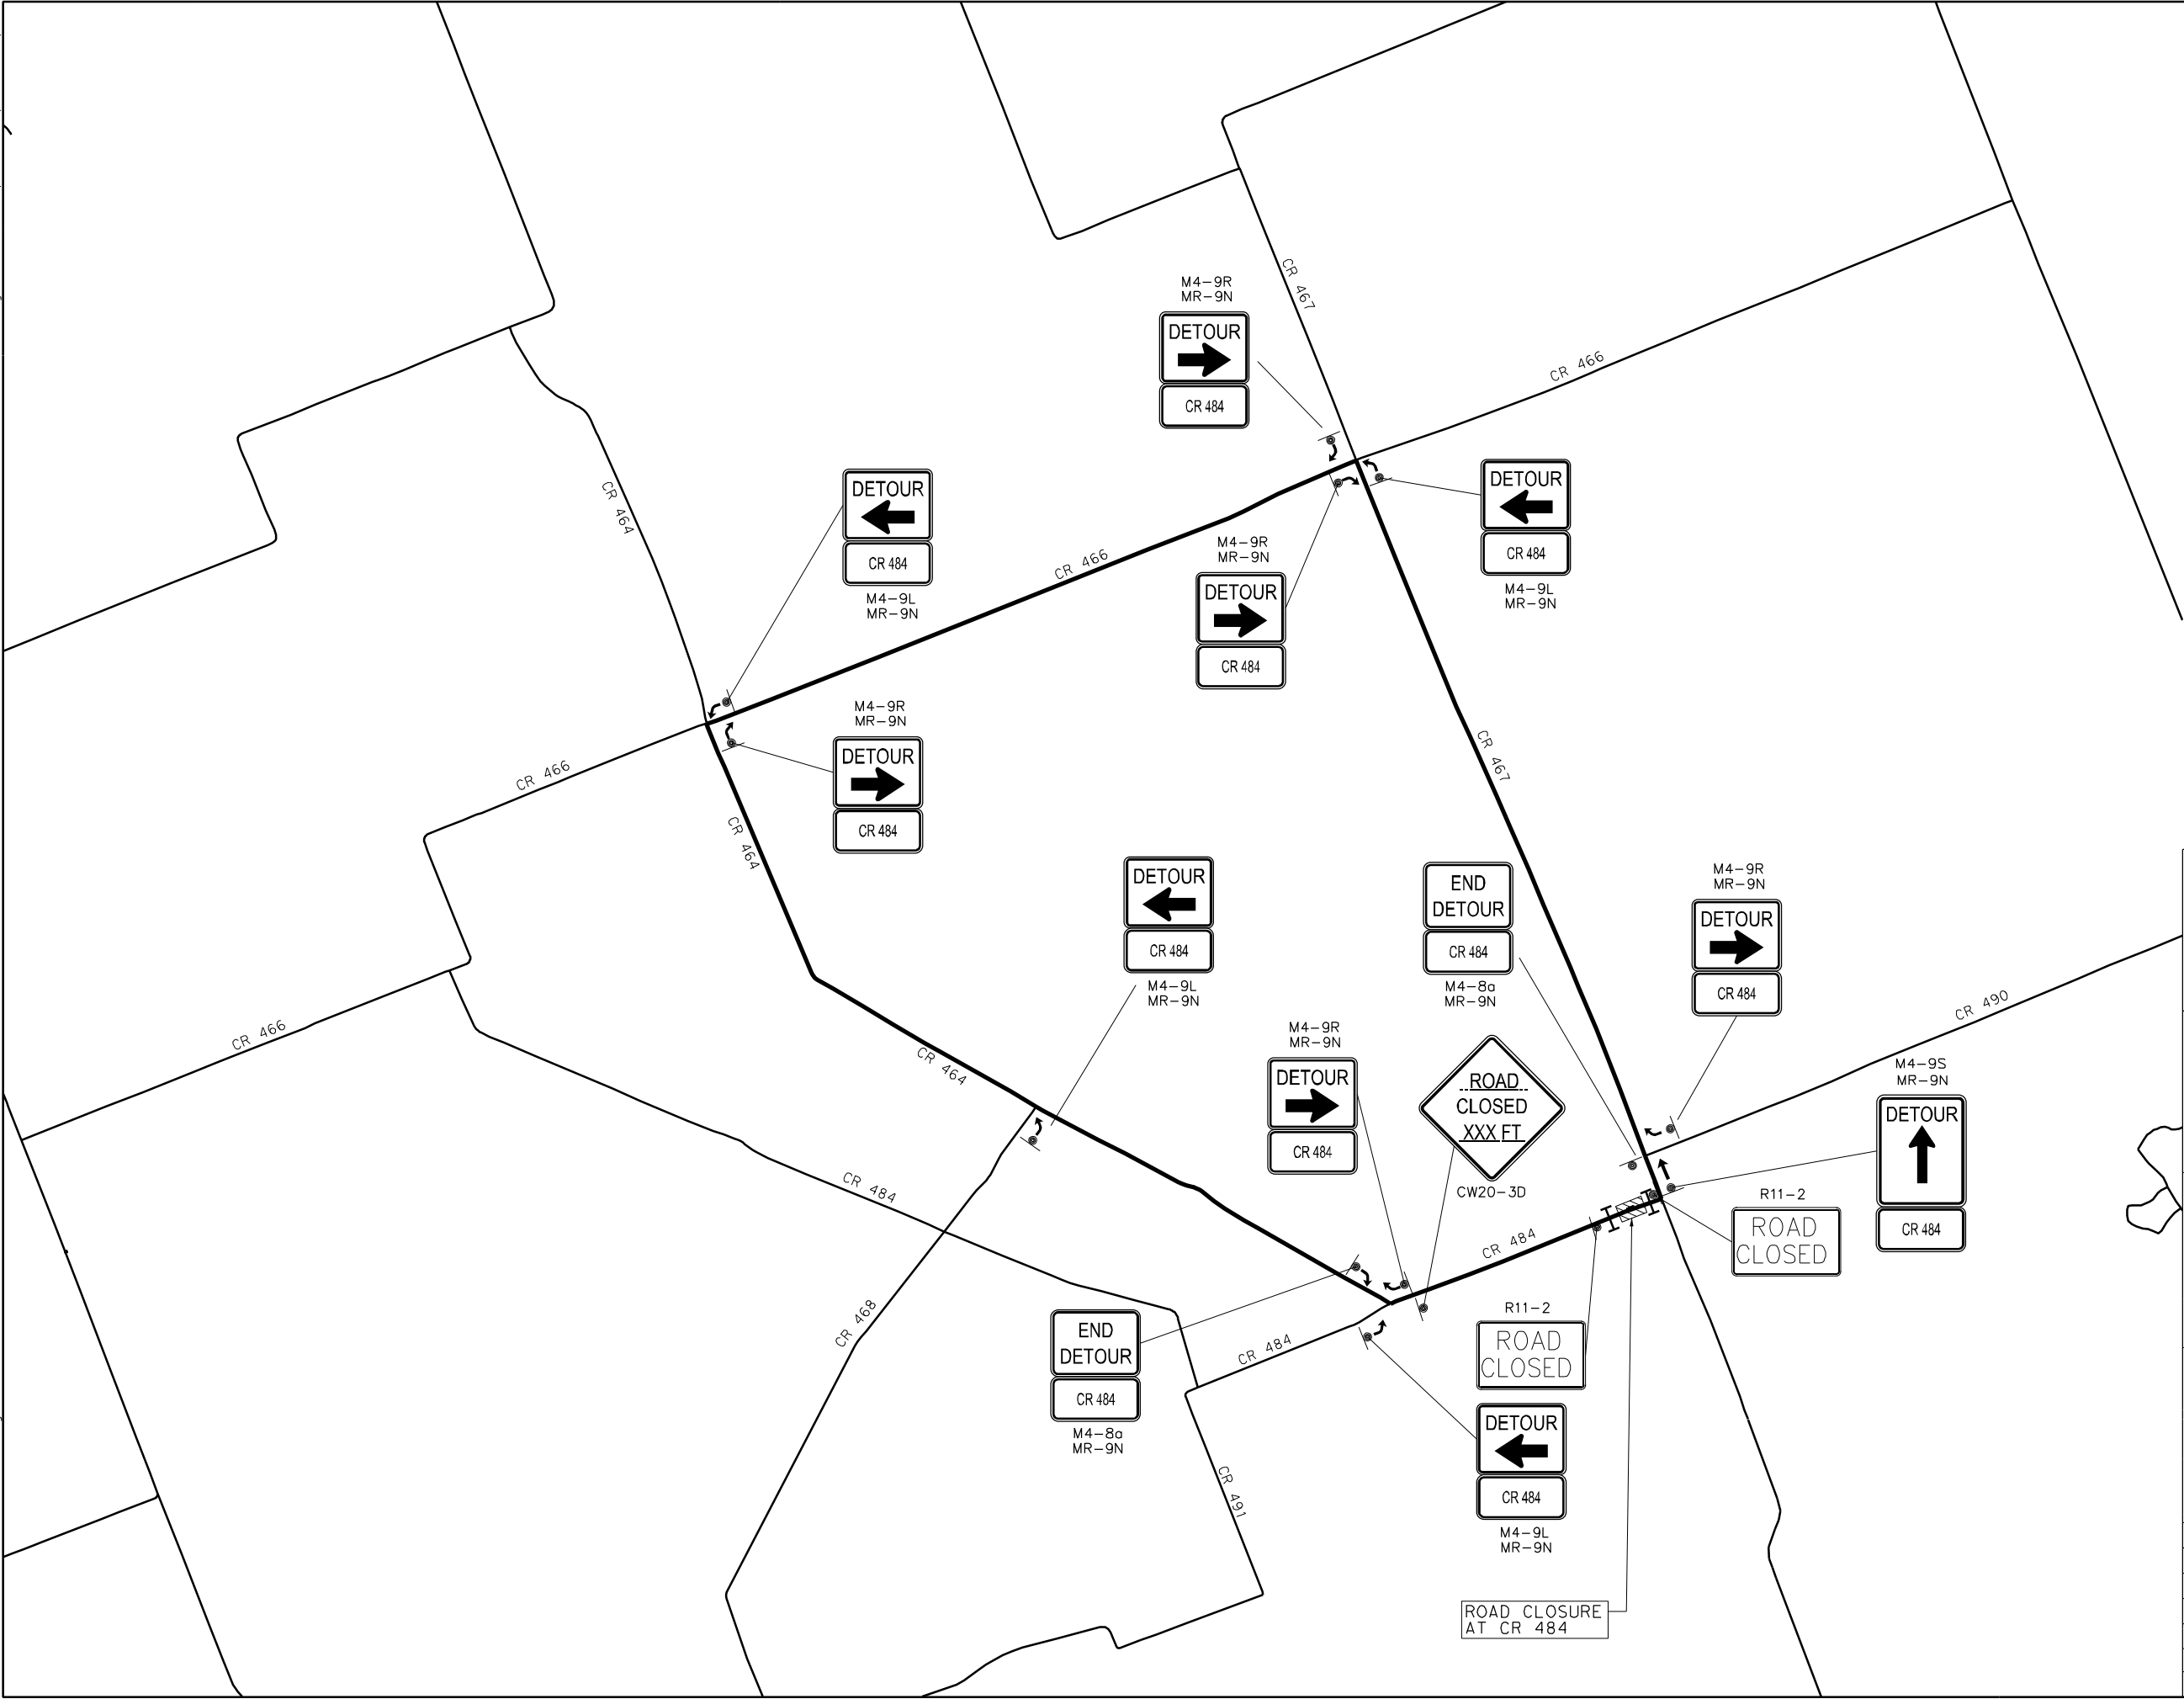 CR 467
M4-9R
MR-9N
DETOUR
CR 484
CR 466
CR 464
DETOUR
CR 484
M4-9L
MR-9N
DETOUR
CR 484
M4-9L
MR-9N
M4-9R
MR-9N
DETOUR
CR 484
CR 466
M4-9R
MR-9N
DETOUR
CR 484
CR 466
CR 464
CR 467
DETOUR
CR 484
M4-9L
MR-9N
END
DETOUR
CR 484
M4-8a
MR-9N
M4-9R
MR-9N
DETOUR
CR 484
CR 490
CR 466
CR 464
M4-9R
MR-9N
DETOUR
CR 484
ROAD
CLOSED
XXX FT
CW20-3D
M4-9S
MR-9N
DETOUR
CR 484
R11-2
ROAD
CLOSED
CR 484
CR 484
CR 468
END
DETOUR
CR 484
M4-8a
MR-9N
CR 484
R11-2
ROAD
CLOSED
DETOUR
CR 484
M4-9L
MR-9N
CR 491
ROAD CLOSURE
AT CR 484